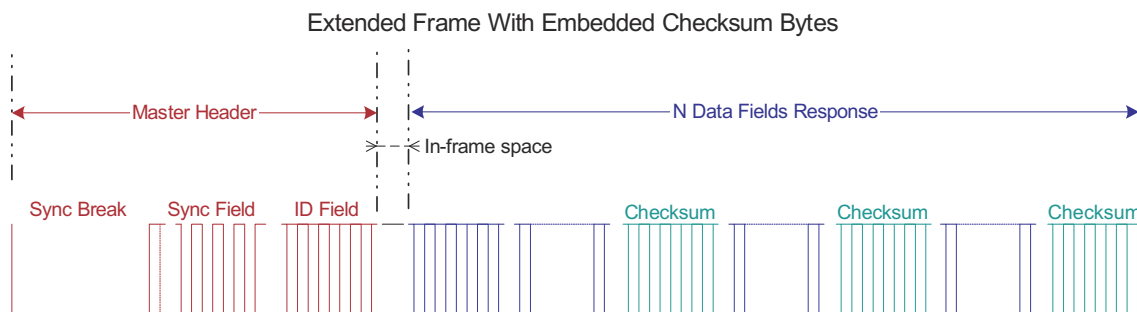 Extended Frame With Embedded Checksum Bytes
Master Header
N Data Fields Response
In-frame space
Sync Break
Sync Field
ID Field
Checksum
Checksum
Checksum